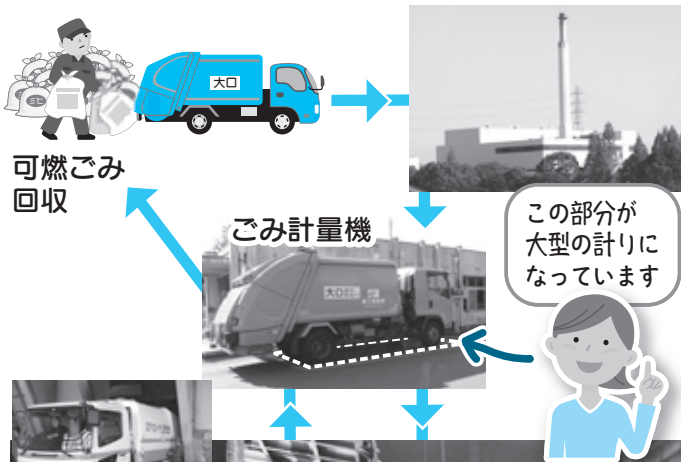 大口
可燃ごみ
回収
ごみ計量機
この部分が
大型の計りに
なっています
大口